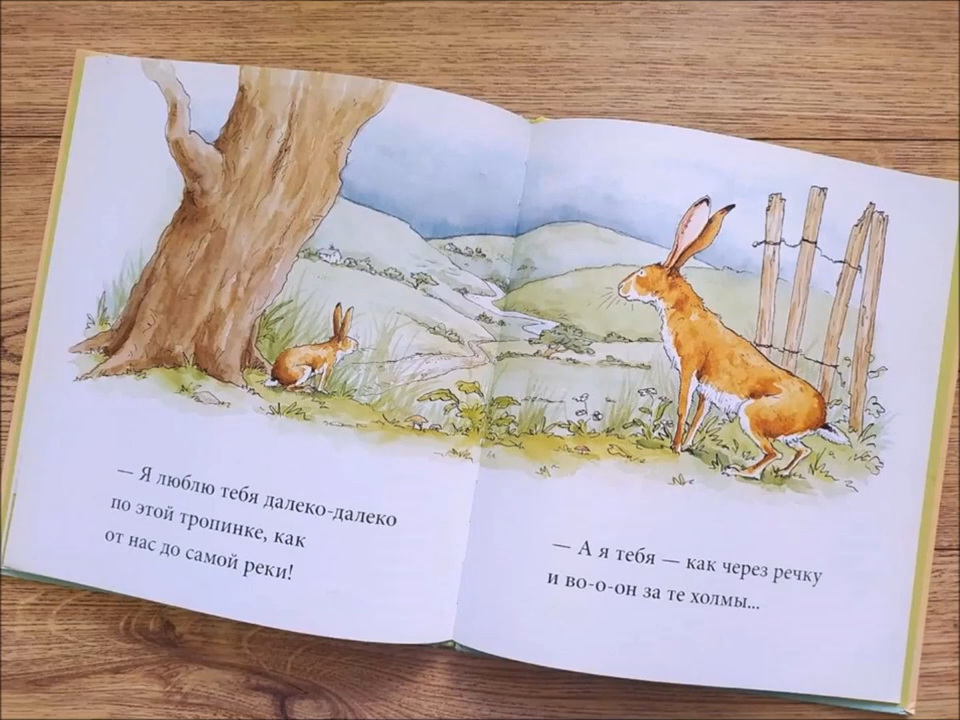 — Я люблю тебя далеко-далеко
по этой тропинке, как
от нас до самой реки!
— А я тебя — как через речку
и во-о-он за те холмы...